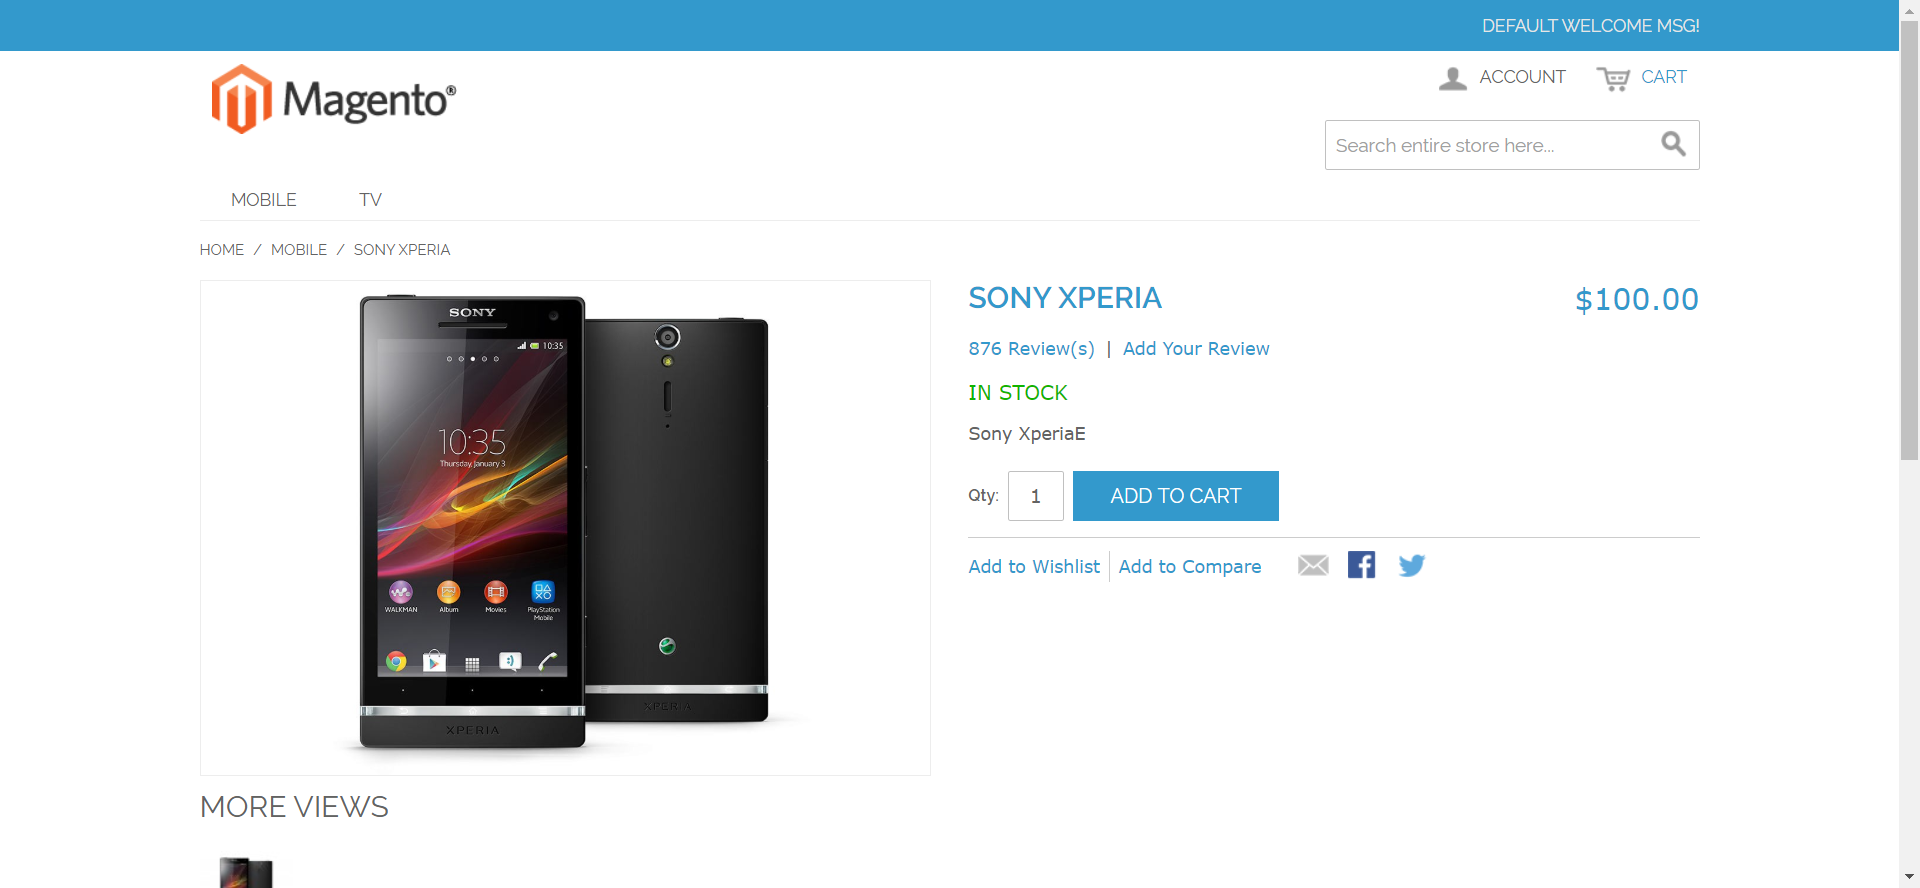 DEFAULT WELCOME MSG!
Magento®
ACCOUNT
CART
Search entire store here...
MOBILE
TV
HOME / MOBILE / SONY XPERIA
SONY
10:35
10:35
Thursday, January 3
WALKMAN
Album
Movies
PlayStation Mobile
XPERIA
XPERIA
SONY XPERIA
$100.00
876 Review(s) | Add Your Review
IN STOCK
Sony XperiaE
Qty:
1
ADD TO CART
Add to Wishlist
Add to Compare
MORE VIEWS